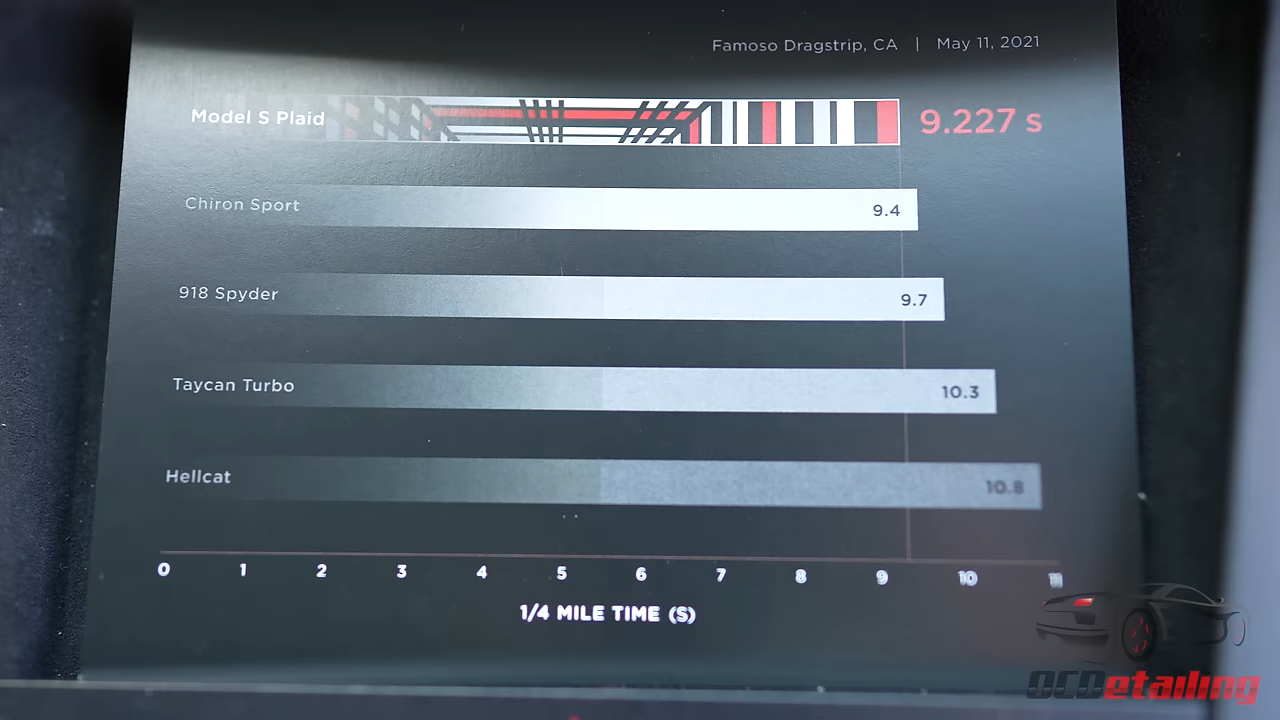 Famoso Dragstrip, CA | May 11, 2021
Model S Plaid 9.227 s
Chiron Sport 9.4
918 Spyder 9.7
Taycan Turbo 10.3
Hellcat 10.8
0 1 2 3 4 5 6 7 8 9 10 11
1/4 MILE TIME (S)
OCDetailing